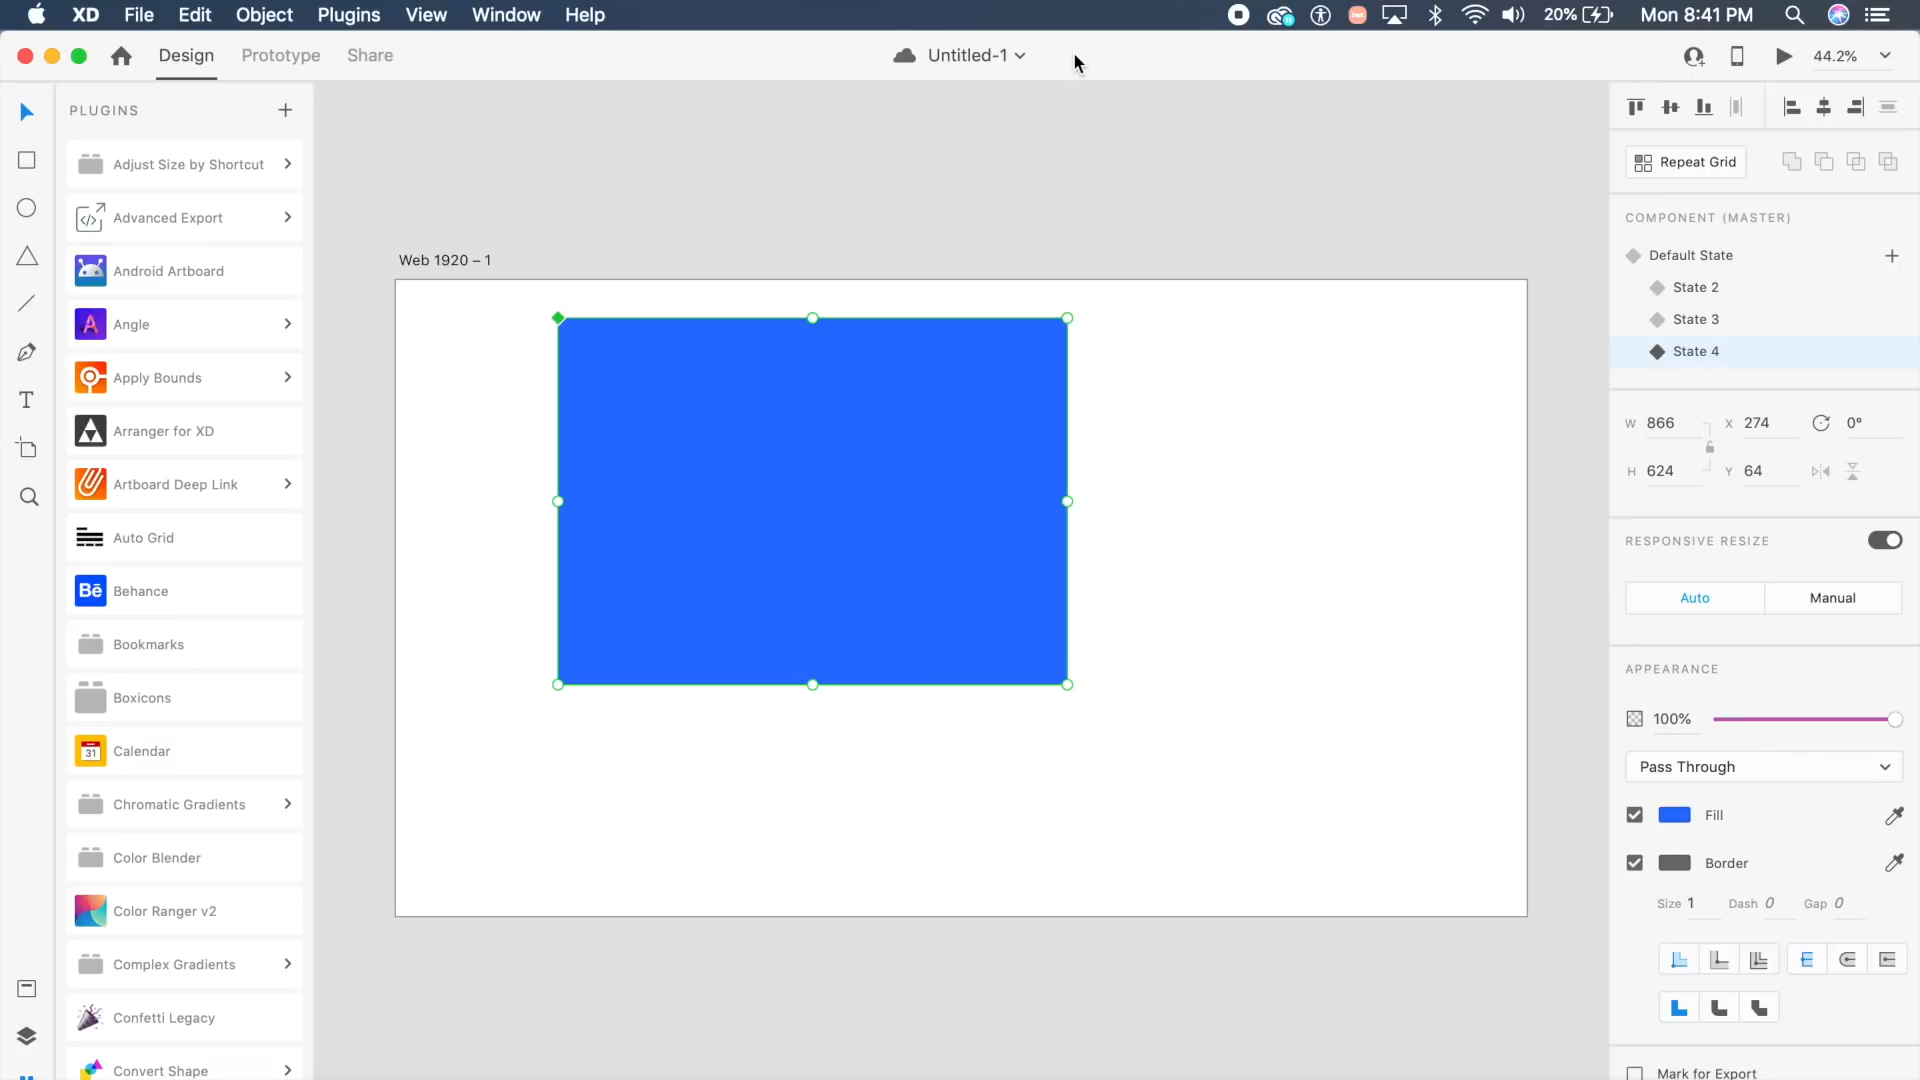 XD File Edit Object Plugins View Window Help 20% Mon 8:41 PM
Design Prototype Share Untitled-1 44.2%
PLUGINS
Adjust Size by Shortcut
Advanced Export
Android Artboard
Angle
Apply Bounds
Arranger for XD
Artboard Deep Link
Auto Grid
Bē Behance
Bookmarks
Boxicons
31 Calendar
Chromatic Gradients
Color Blender
Color Ranger v2
Complex Gradients
Confetti Legacy
Convert Shape
Web 1920 – 1
Repeat Grid
COMPONENT (MASTER)
Default State
State 2
State 3
State 4
W 866 X 274 0°
H 624 Y 64
RESPONSIVE RESIZE
Auto Manual
APPEARANCE
100%
Pass Through
Fill
Border
Size 1 Dash 0 Gap 0
Mark for Export